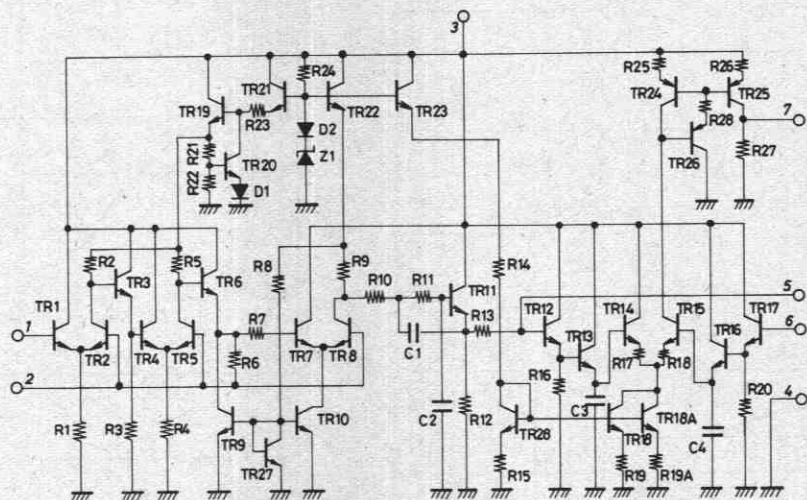 3
R24
R25
R26
TR21
TR24
TR25
7
TR19
TR22
TR23
R23
R28
D2
R21
TR20
Z1
R27
R22
TR26
D1
R2
R5
R8
R9
TR3
TR6
R10
R11
R14
5
TR1
R7
TR11
R13
TR12
TR14
TR15
TR17
1
TR13
TR16
6
TR2
TR4
TR5
R6
TR7
TR8
C1
R17
R18
2
R16
R20
4
C3
R1
R3
R4
TR9
TR10
C2
R12
TR28
TR18
TR18A
C4
TR27
R15
R19
R19A